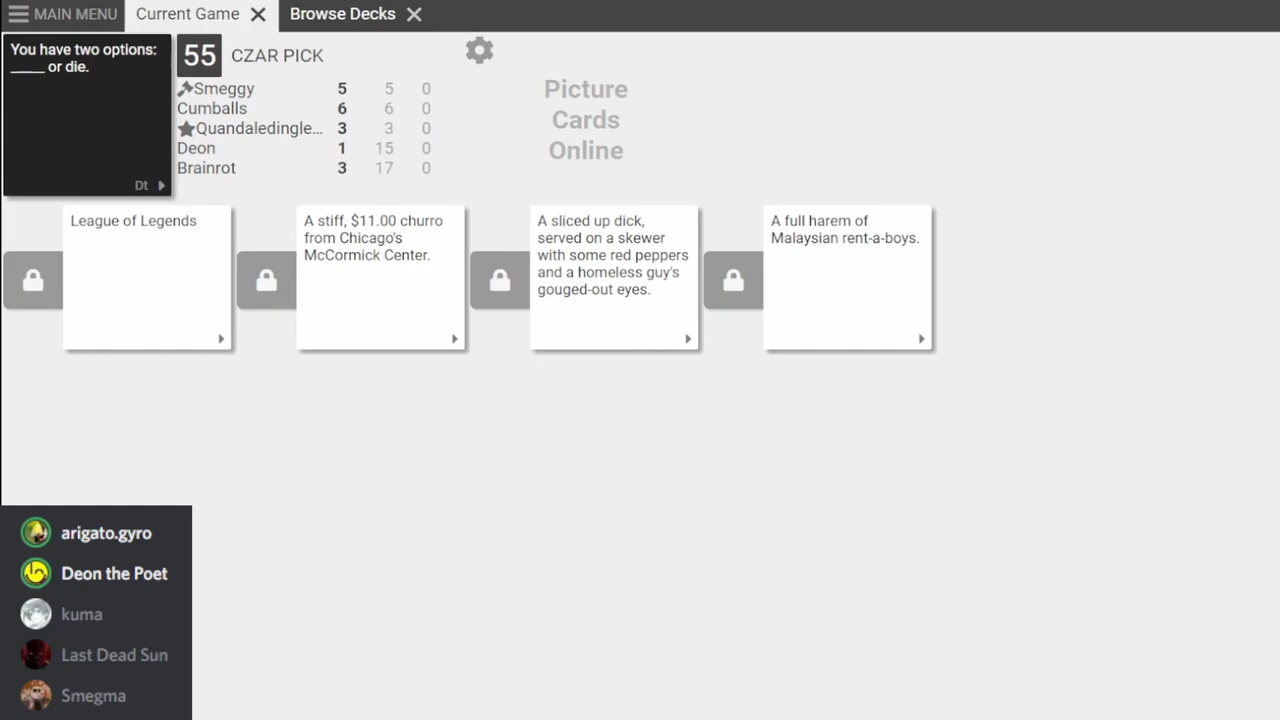 MAIN MENU
Current Game
Browse Decks
You have two options:
_____ or die.
Dt
55 CZAR PICK
Smeggy 5 5 0
Cumballs 6 6 0
Quandaledingle... 3 3 0
Deon 1 15 0
Brainrot 3 17 0
Picture
Cards
Online
League of Legends
A stiff, $11.00 churro
from Chicago's
McCormick Center.
A sliced up dick,
served on a skewer
with some red peppers
and a homeless guy's
gouged-out eyes.
A full harem of
Malaysian rent-a-boys.
arigato.gyro
Deon the Poet
kuma
Last Dead Sun
Smegma